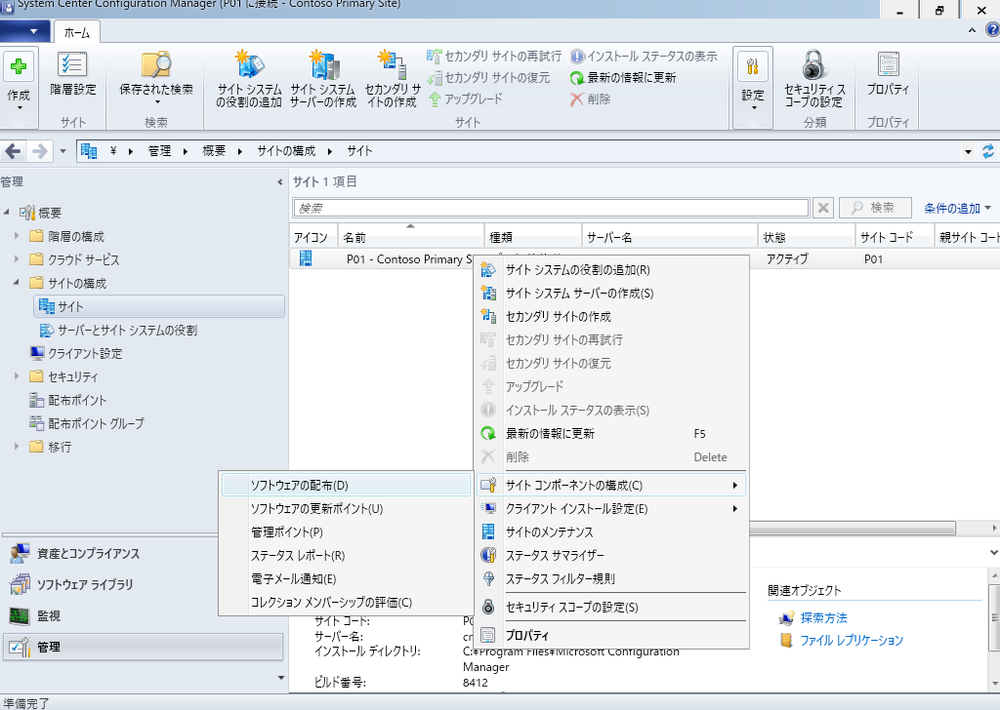 System Center Configuration Manager (P01 に接続 - Contoso Primary Site)
ホーム
作成
階層設定
サイト
保存された検索
検索
サイト システム
の役割の追加
サイト システム
サーバーの作成
セカンダリ サ
イトの作成
セカンダリ サイトの再試行
セカンダリ サイトの復元
アップグレード
インストール ステータスの表示
最新の情報に更新
削除
サイト
設定
セキュリティ ス
コープの設定
分類
プロパティ
プロパティ
¥ 管理 概要 サイトの構成 サイト
管理
概要
階層の構成
クラウド サービス
サイトの構成
サイト
サーバーとサイト システムの役割
クライアント設定
セキュリティ
配布ポイント
配布ポイント グループ
移行
資産とコンプライアンス
ソフトウェア ライブラリ
監視
管理
サイト 1 項目
検索
検索
条件の追加
アイコン 名前 種類 サーバー名 状態 サイト コード 親サイト コー
P01 - Contoso Primary S
アクティブ P01
サイト システムの役割の追加(R)
サイト システム サーバーの作成(S)
セカンダリ サイトの作成
セカンダリ サイトの再試行
セカンダリ サイトの復元
アップグレード
インストール ステータスの表示(S)
最新の情報に更新 F5
削除 Delete
サイト コンポーネントの構成(C)
クライアント インストール設定(E)
サイトのメンテナンス
ステータス サマライザー
ステータス フィルター規則
セキュリティ スコープの設定(S)
プロパティ
ソフトウェアの配布(D)
ソフトウェアの更新ポイント(U)
管理ポイント(P)
ステータス レポート(R)
電子メール通知(E)
コレクション メンバーシップの評価(C)
サイト コード:
サーバー名:
インストール ディレクトリ: C:¥Program Files¥Microsoft Configuration
Manager
ビルド番号: 8412
関連オブジェクト
探索方法
ファイル レプリケーション
準備完了